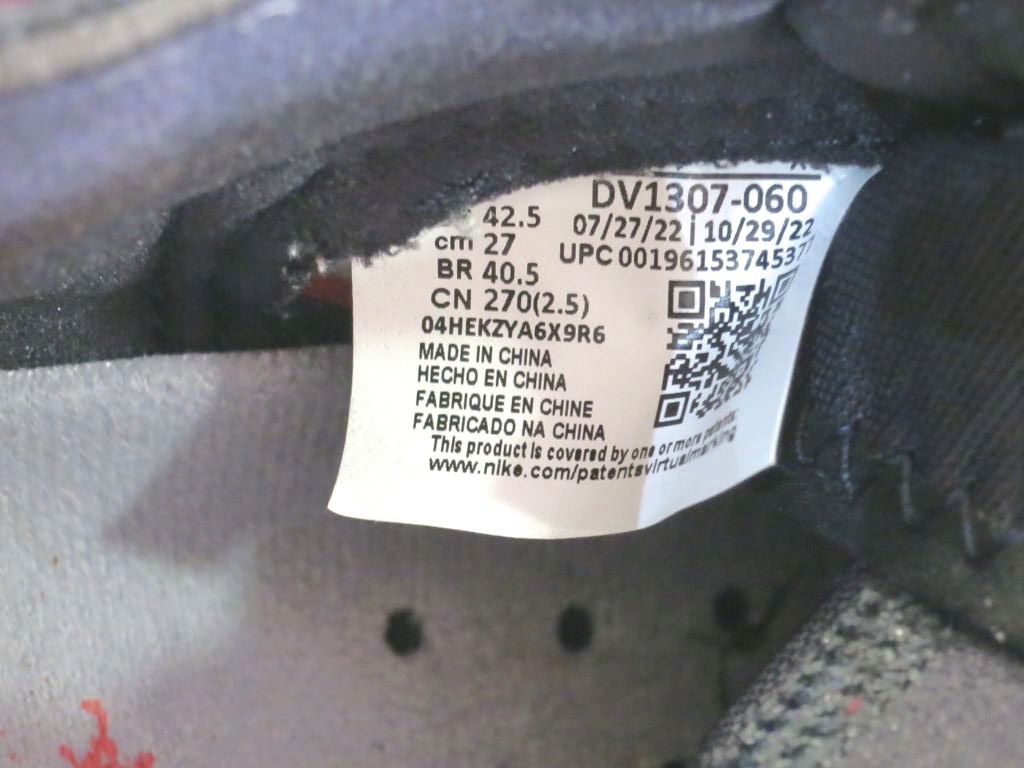 DV1307-060
42.5
07/27/22 | 10/29/22
cm 27
UPC 00196153745377
BR 40.5
CN 270(2.5)
04HEKZYA6X9R6
MADE IN CHINA
HECHO EN CHINA
FABRIQUE EN CHINE
FABRICADO NA CHINA
This product is covered by one or more patents.
www.nike.com/patentsvirtualmarking